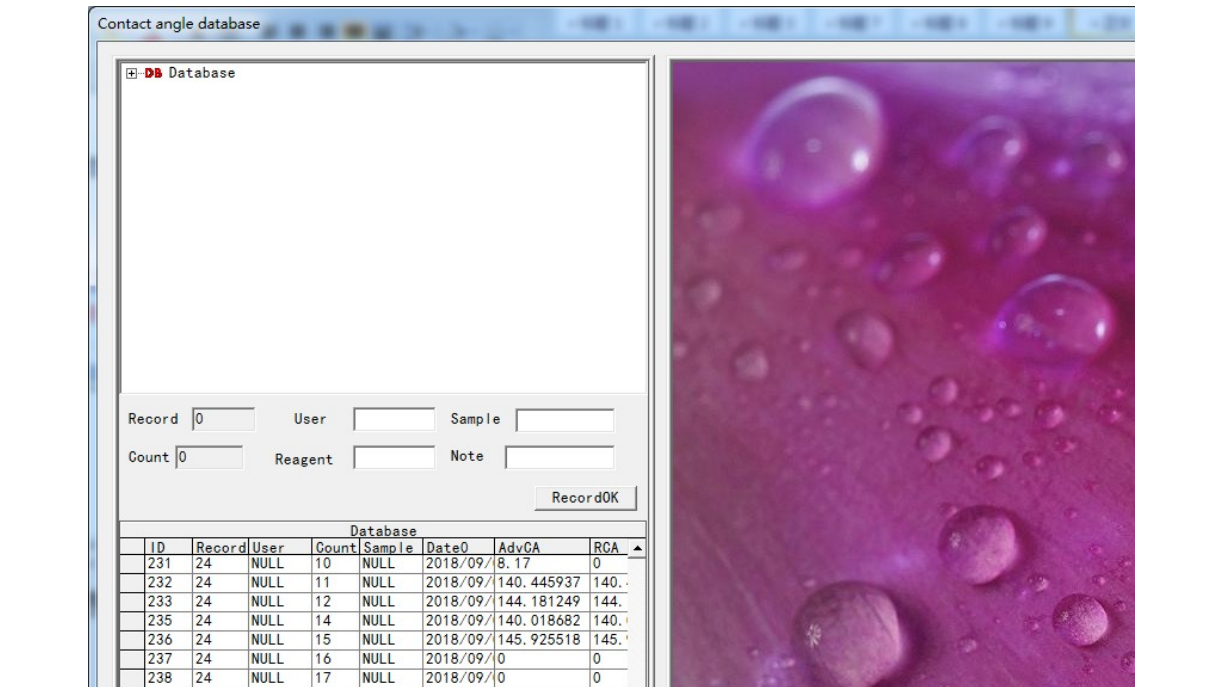 Contact angle database
DB Database
Record 0 User Sample
Count 0 Reagent Note
RecordOK
Database
ID Record User Count Sample Date0 AdvCA RCA
231 24 NULL 10 NULL 2018/09/ 8.17 0
232 24 NULL 11 NULL 2018/09/ 140.445937 140.
233 24 NULL 12 NULL 2018/09/ 144.181249 144.
235 24 NULL 14 NULL 2018/09/ 140.018682 140.
236 24 NULL 15 NULL 2018/09/ 145.925518 145.
237 24 NULL 16 NULL 2018/09/ 0 0
238 24 NULL 17 NULL 2018/09/ 0 0